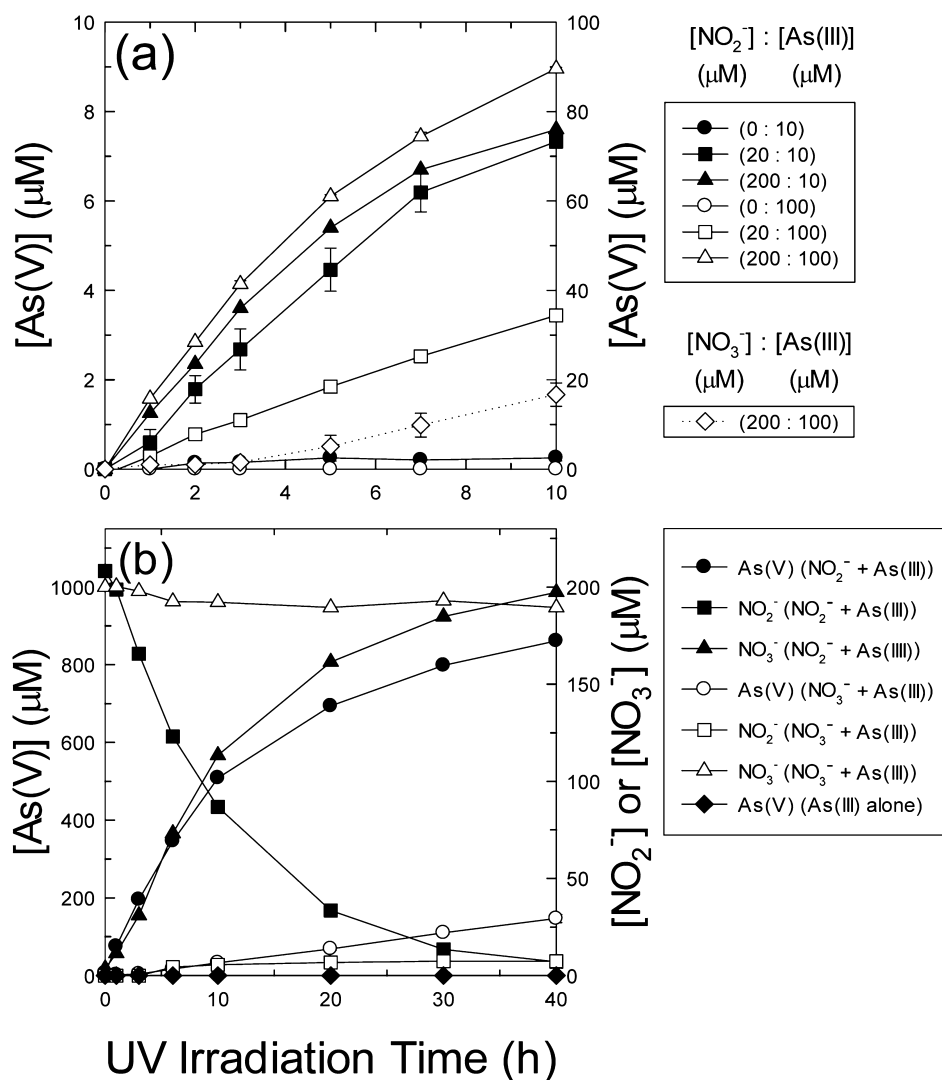 (a)
[As(V)] (μM)
10
8
6
4
2
0
0 2 4 6 8 10
100
80
60
40
20
0
[As(V)] (μM)
[NO₂⁻] : [As(III)]
(μM) (μM)
(0 : 10)
(20 : 10)
(200 : 10)
(0 : 100)
(20 : 100)
(200 : 100)
[NO₃⁻] : [As(III)]
(μM) (μM)
(200 : 100)
(b)
[As(V)] (μM)
1000
800
600
400
200
0
0 10 20 30 40
200
150
100
50
0
[NO₂⁻] or [NO₃⁻] (μM)
As(V) (NO₂⁻ + As(III))
NO₂⁻ (NO₂⁻ + As(III))
NO₃⁻ (NO₂⁻ + As(IIII))
As(V) (NO₃⁻ + As(III))
NO₂⁻ (NO₃⁻ + As(III))
NO₃⁻ (NO₃⁻ + As(III))
As(V) (As(III) alone)
UV Irradiation Time (h)